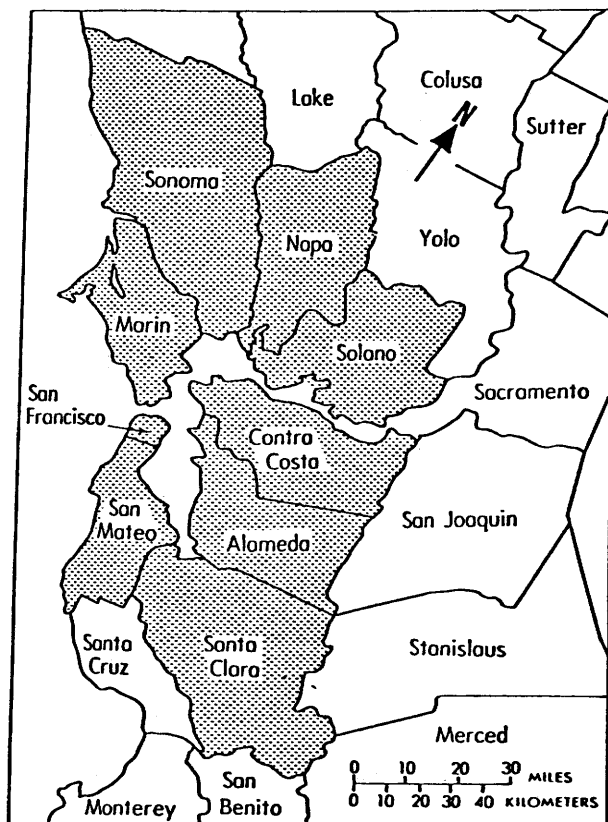 Lake
Colusa
N
Sutter
Sonoma
Napa
Yolo
Marin
Solano
San
Francisco
Sacramento
Contra
Costa
San
Mateo
Alameda
San Joaquin
Santa
Cruz
Santa
Clara
Stanislaus
Merced
0 10 20 30 MILES
0 10 20 30 40 KILOMETERS
Monterey
San
Benito